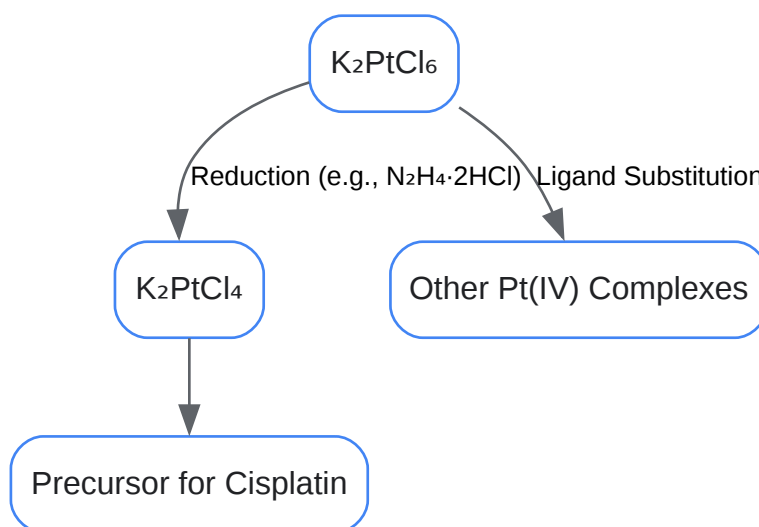 K₂PtCl₆
Reduction (e.g., N₂H₄·2HCl)
Ligand Substitution
K₂PtCl₄
Other Pt(IV) Complexes
Precursor for Cisplatin